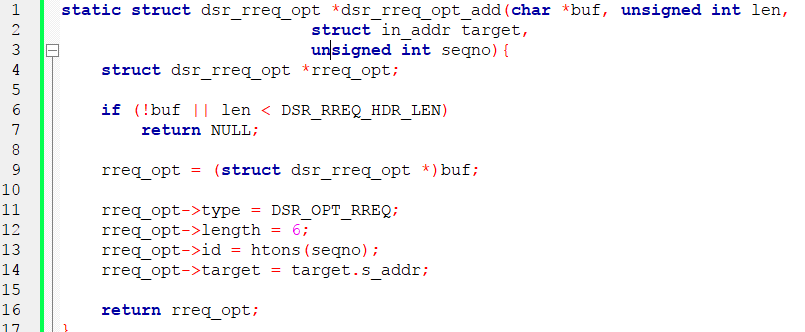 1 static struct dsr_rreq_opt *dsr_rreq_opt_add(char *buf, unsigned int len,
2 struct in_addr target,
3 unsigned int seqno){
4 struct dsr_rreq_opt *rreq_opt;
5
6 if (!buf || len < DSR_RREQ_HDR_LEN)
7 return NULL;
8
9 rreq_opt = (struct dsr_rreq_opt *)buf;
10
11 rreq_opt->type = DSR_OPT_RREQ;
12 rreq_opt->length = 6;
13 rreq_opt->id = htons(seqno);
14 rreq_opt->target = target.s_addr;
15
16 return rreq_opt;
17 }